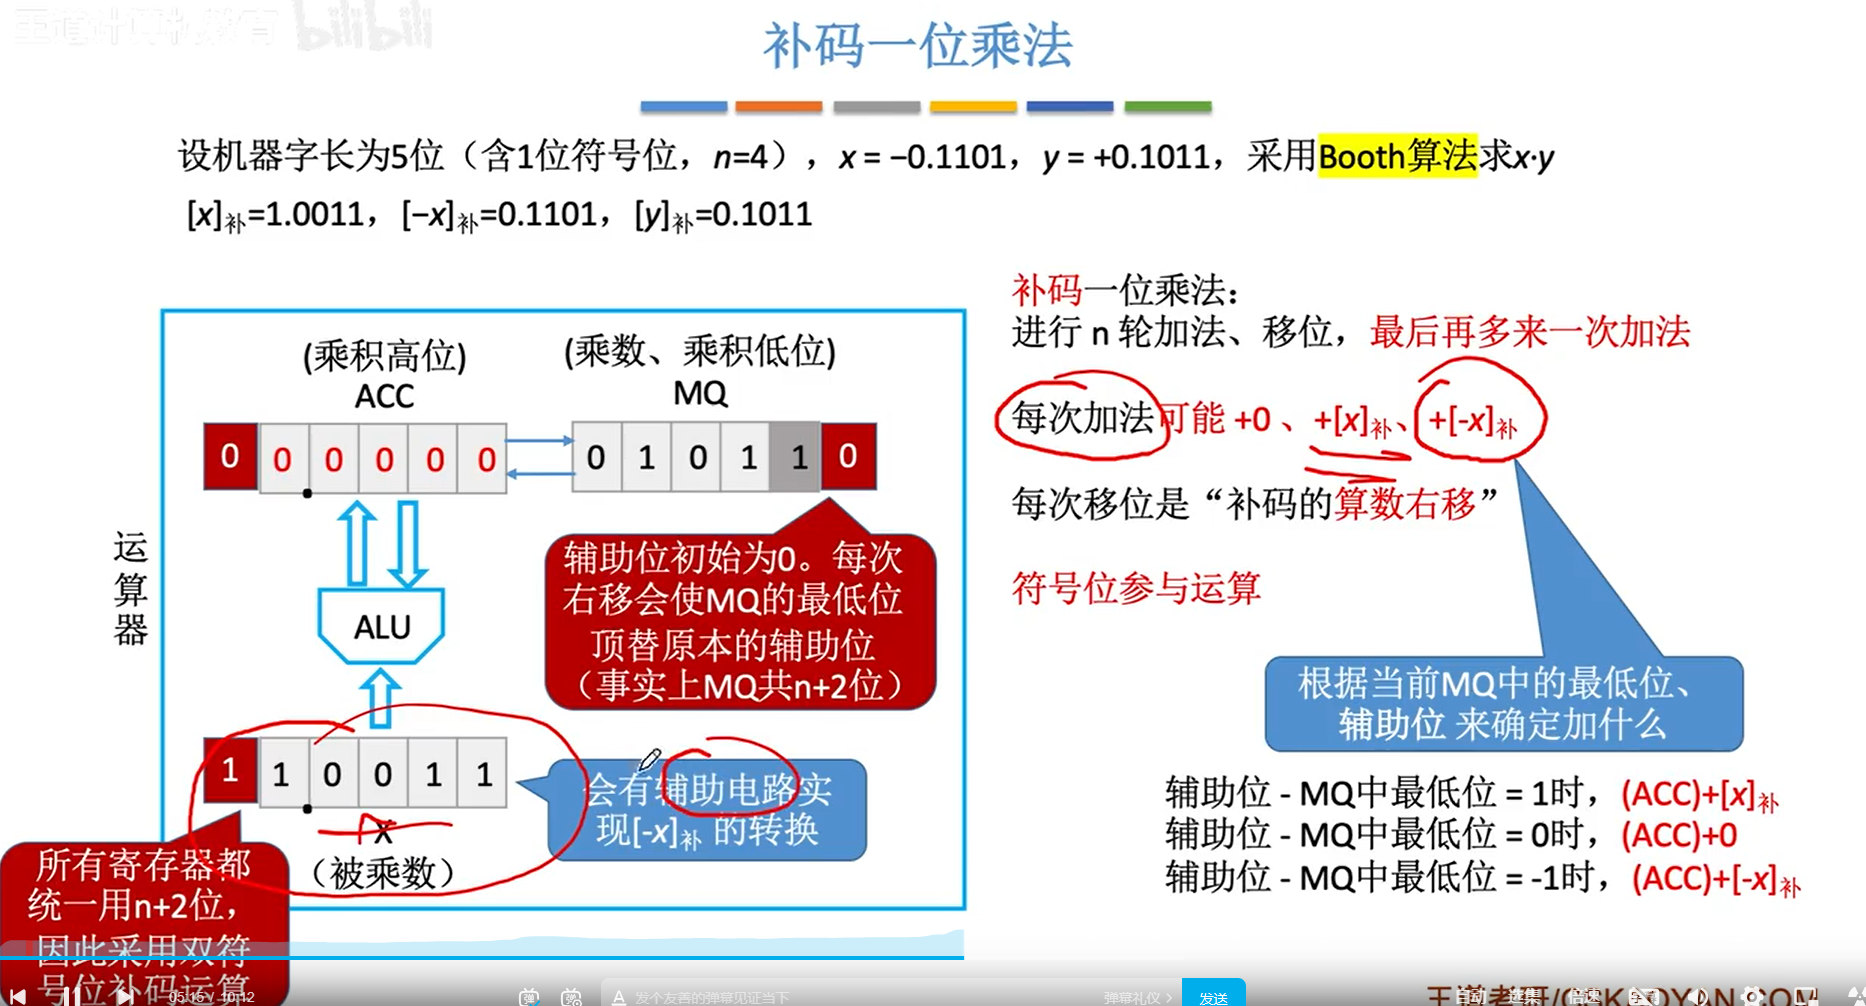 王道计算机教育 bilibili
补码一位乘法
设机器字长为5位（含1位符号位，n=4），x = −0.1101，y = +0.1011，采用Booth算法求x·y
[x]补=1.0011，[−x]补=0.1101，[y]补=0.1011
补码一位乘法：
进行 n 轮加法、移位，最后再多来一次加法
每次加法可能 +0 、+[x]补、+[-x]补
每次移位是“补码的算数右移”
符号位参与运算
根据当前MQ中的最低位、
辅助位 来确定加什么
辅助位 - MQ中最低位 = 1时，(ACC)+[x]补
辅助位 - MQ中最低位 = 0时，(ACC)+0
辅助位 - MQ中最低位 = -1时，(ACC)+[-x]补
运算器
(乘积高位)
ACC
(乘数、乘积低位)
MQ
0 0 0 0 0 0
0 1 0 1 1 0
辅助位初始为0。每次
右移会使MQ的最低位
顶替原本的辅助位
（事实上MQ共n+2位）
ALU
1 1 0 0 1 1
X
（被乘数）
会有辅助电路实
现[-x]补 的转换
所有寄存器都
统一用n+2位，
因此采用双符
号位补码运算
05:15 / 10:12
弹
弹
发个友善的弹幕见证当下
弹幕礼仪 >
发送
自动
选集
倍速